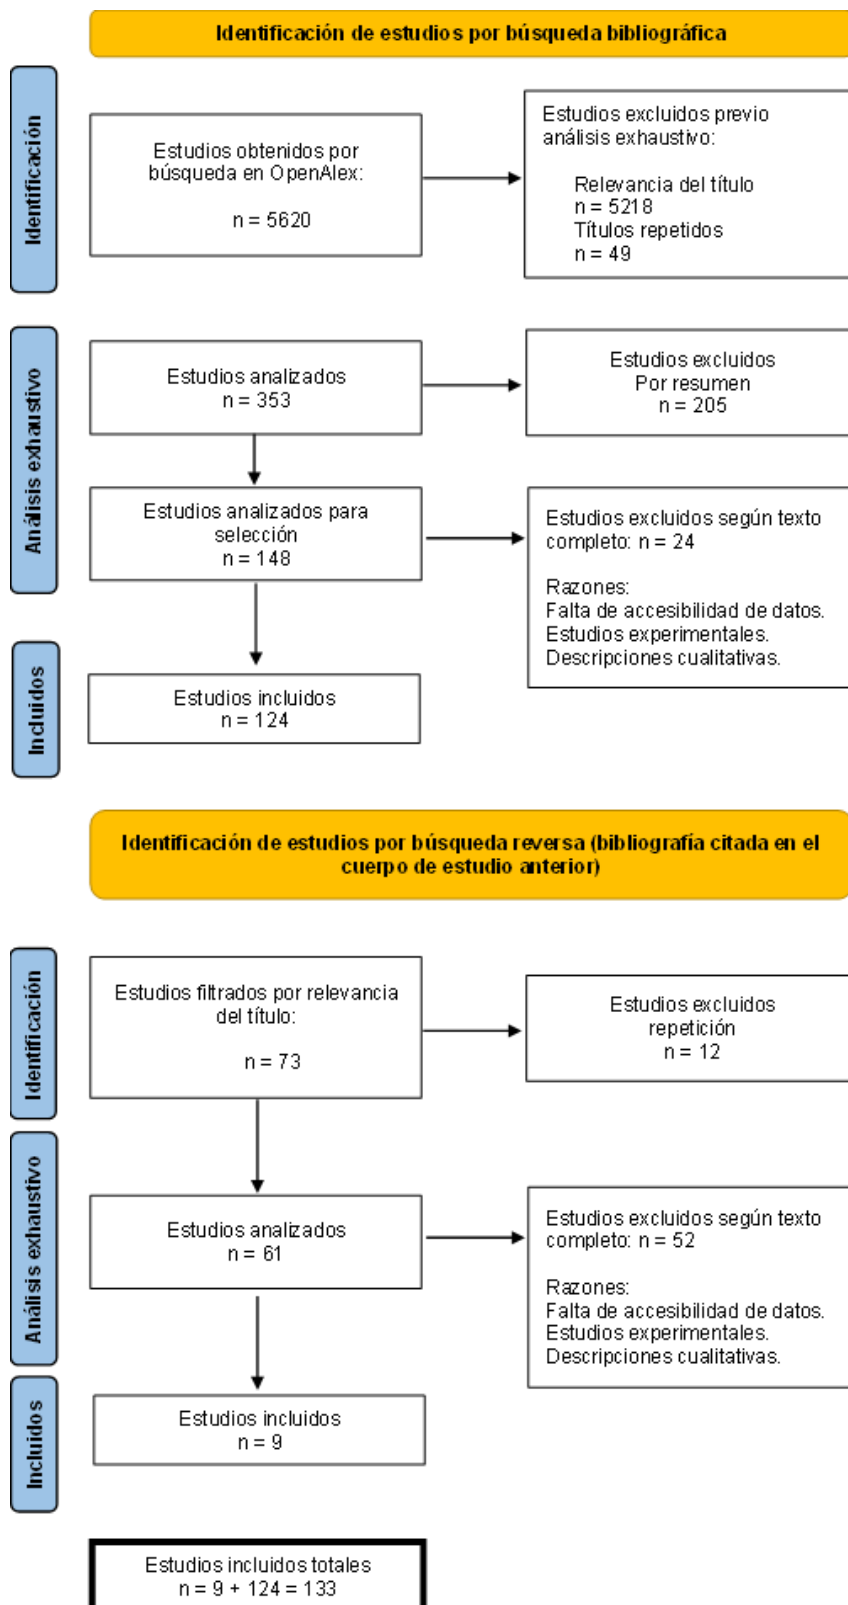 Identificación de estudios por búsqueda bibliográfica
Identificación
Estudios obtenidos por
búsqueda en OpenAlex:
n = 5620
Estudios excluidos previo
análisis exhaustivo:
Relevancia del título
n = 5218
Títulos repetidos
n = 49
Análisis exhaustivo
Estudios analizados
n = 353
Estudios excluidos
Por resumen
n = 205
Estudios analizados para
selección
n = 148
Estudios excluidos según texto
completo: n = 24
Razones:
Falta de accesibilidad de datos.
Estudios experimentales.
Descripciones cualitativas.
Incluidos
Estudios incluidos
n = 124
Identificación de estudios por búsqueda reversa (bibliografía citada en el
cuerpo de estudio anterior)
Identificación
Estudios filtrados por relevancia
del título:
n = 73
Estudios excluidos
repetición
n = 12
Análisis exhaustivo
Estudios analizados
n = 61
Estudios excluidos según texto
completo: n = 52
Razones:
Falta de accesibilidad de datos.
Estudios experimentales.
Descripciones cualitativas.
Incluidos
Estudios incluidos
n = 9
Estudios incluidos totales
n = 9 + 124 = 133